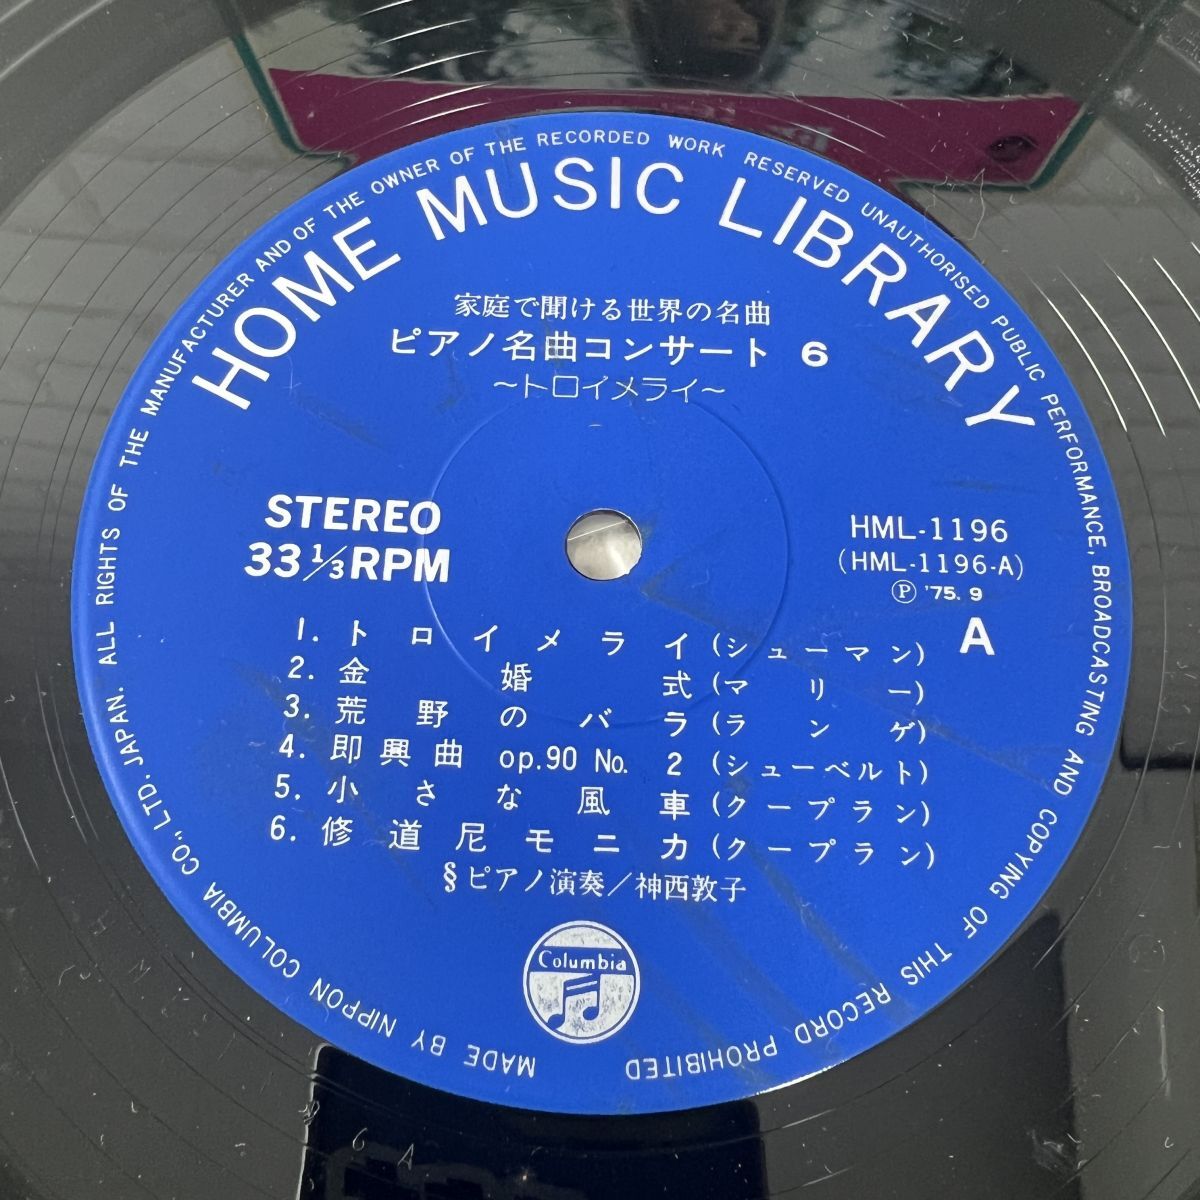 ALL RIGHTS OF THE MANUFACTURER AND OF THE OWNER OF THE RECORDED WORK RESERVED UNAUTHORISED PUBLIC PERFORMANCE, BROADCASTING AND COPYING OF THIS RECORD PROHIBITED
HOME MUSIC LIBRARY
家庭で聞ける世界の名曲
ピアノ名曲コンサート 6
～トロイメライ～
STEREO
33 1/3 RPM
HML-1196
(HML-1196-A)
Ⓟ '75. 9
A
1. トロイメライ(シューマン)
2. 金婚式(マリー)
3. 荒野のバラ(ランゲ)
4. 即興曲 op.90 No. 2 (シューベルト)
5. 小さな風車(クープラン)
6. 修道尼モニカ(クープラン)
§ピアノ演奏/神西敦子
Columbia
MADE BY NIPPON COLUMBIA CO., LTD. JAPAN.